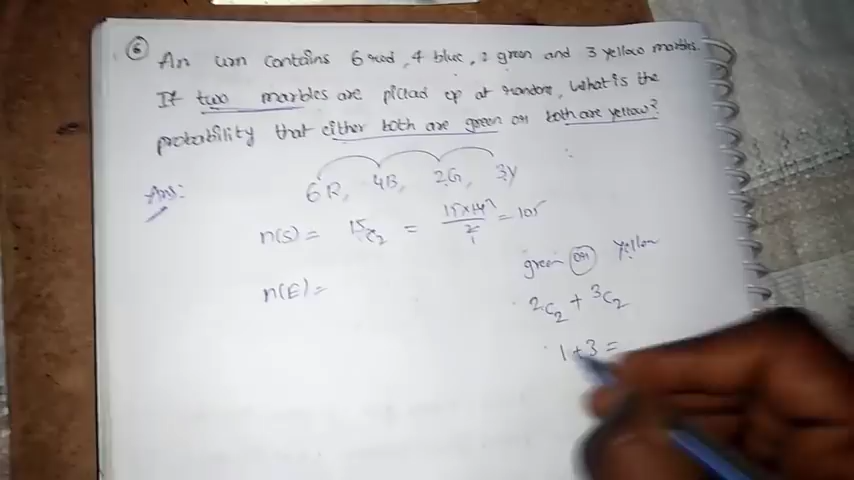 6 An urn contains 6 red, 4 blue, 2 green and 3 yellow marbles.
If two marbles are picked up at random, What is the
probability that either both are green or both are yellow?
Ans:
6R, 4B, 2G, 3Y
n(S) = 15C2 = 15×14 7 / 2 1 = 105
green or yellow
n(E) =
2C2 + 3C2
1 + 3 =